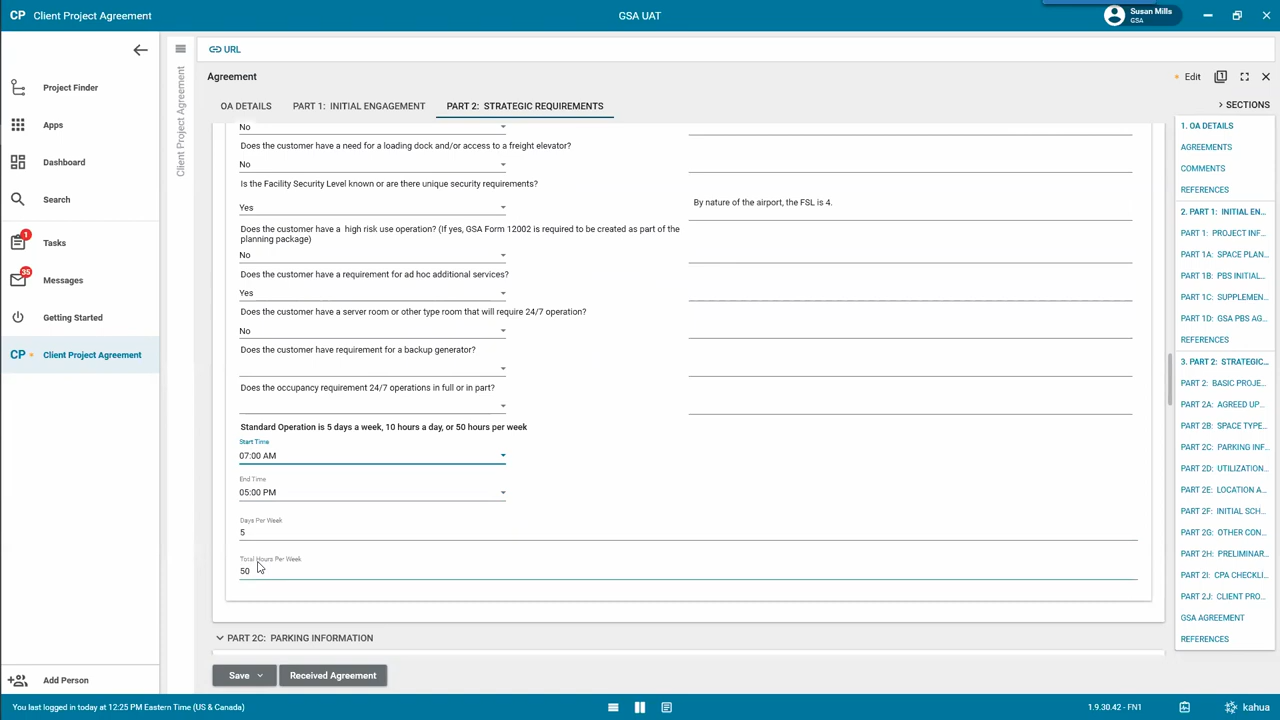 CP Client Project Agreement
GSA UAT
Susan Mills
GSA
Project Finder
Apps
Dashboard
Search
1
Tasks
35
Messages
Getting Started
CP Client Project Agreement
Add Person
Client Project Agreement
URL
Agreement
Edit
1
OA DETAILS PART 1: INITIAL ENGAGEMENT PART 2: STRATEGIC REQUIREMENTS
No
Does the customer have a need for a loading dock and/or access to a freight elevator?
No
Is the Facility Security Level known or are there unique security requirements?
Yes
By nature of the airport, the FSL is 4.
Does the customer have a high risk use operation? (If yes, GSA Form 12002 is required to be created as part of the
planning package)
No
Does the customer have a requirement for ad hoc additional services?
Yes
Does the customer have a server room or other type room that will require 24/7 operation?
No
Does the customer have requirement for a backup generator?
Does the occupancy requirement 24/7 operations in full or in part?
Standard Operation is 5 days a week, 10 hours a day, or 50 hours per week
Start Time
07:00 AM
End Time
05:00 PM
Days Per Week
5
Total Hours Per Week
50
PART 2C: PARKING INFORMATION
Save
Received Agreement
SECTIONS
1. OA DETAILS
AGREEMENTS
COMMENTS
REFERENCES
2. PART 1: INITIAL EN...
PART 1: PROJECT INF...
PART 1A: SPACE PLAN...
PART 1B: PBS INITIAL...
PART 1C: SUPPLEMEN...
PART 1D: GSA PBS AG...
REFERENCES
3. PART 2: STRATEGIC...
PART 2: BASIC PROJE...
PART 2A: AGREED UP...
PART 2B: SPACE TYPE...
PART 2C: PARKING INF...
PART 2D: UTILIZATION...
PART 2E: LOCATION A...
PART 2F: INITIAL SCH...
PART 2G: OTHER CON...
PART 2H: PRELIMINAR...
PART 2I: CPA CHECKLI...
PART 2J: CLIENT PRO...
GSA AGREEMENT
REFERENCES
You last logged in today at 12:25 PM Eastern Time (US & Canada)
1.9.30.42 - FN1
kahua